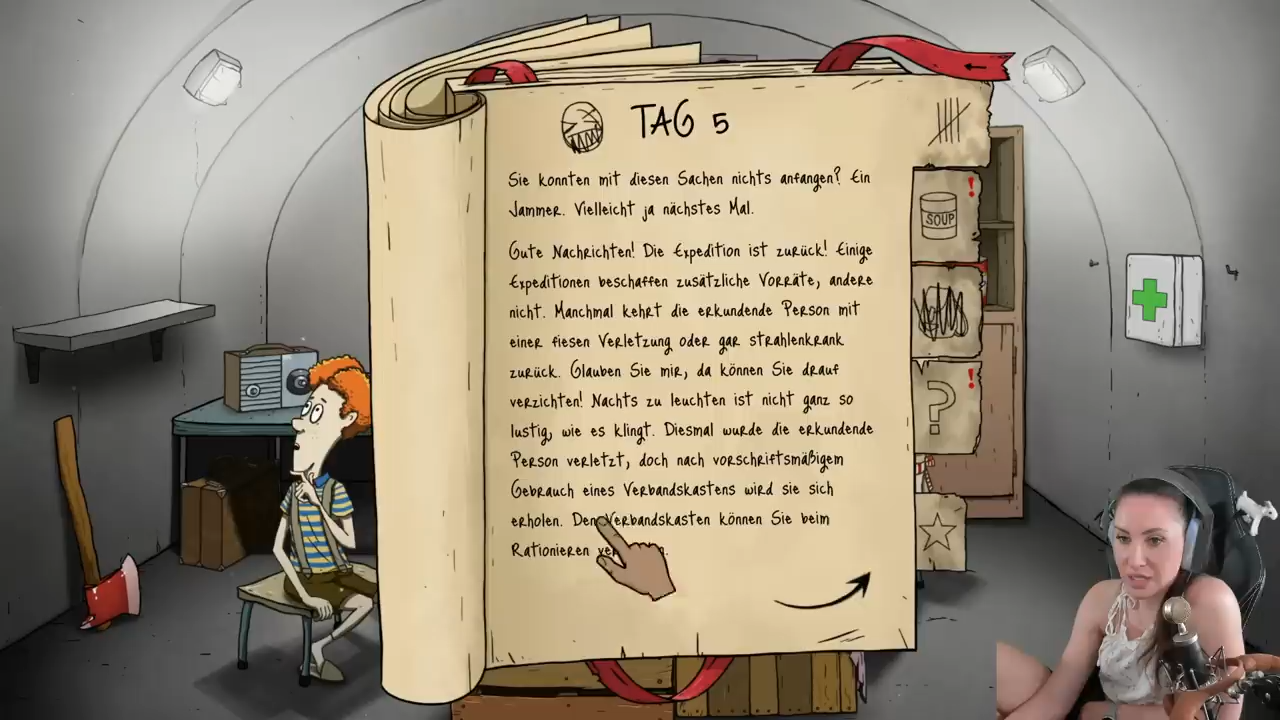 TAG 5
Sie konnten mit diesen Sachen nichts anfangen? Ein
Jammer. Vielleicht ja nächstes Mal.
Gute Nachrichten! Die Expedition ist zurück! Einige
Expeditionen beschaffen zusätzliche Vorräte, andere
nicht. Manchmal kehrt die erkundende Person mit
einer fiesen Verletzung oder gar strahlenkrank
zurück. Glauben Sie mir, da können Sie drauf
verzichten! Nachts zu leuchten ist nicht ganz so
lustig, wie es klingt. Diesmal wurde die erkundende
Person verletzt, doch nach vorschriftsmäßigem
Gebrauch eines Verbandskastens wird sie sich
erholen. Den Verbandskasten können Sie beim
Rationieren
!
SOUP
!
?